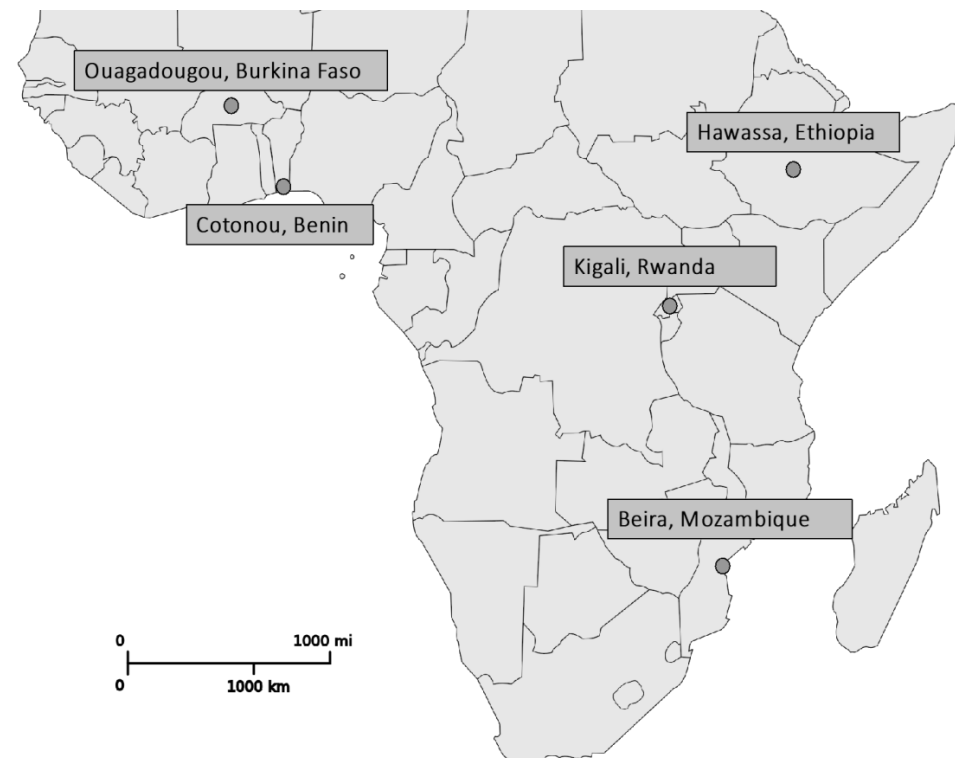 Ouagadougou, Burkina Faso
Hawassa, Ethiopia
Cotonou, Benin
Kigali, Rwanda
Beira, Mozambique
0 1000 mi
0 1000 km